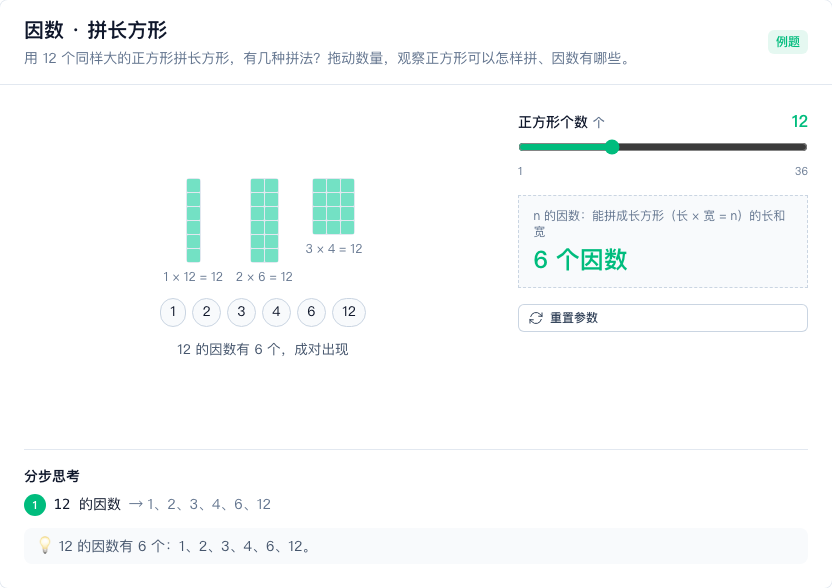 因数 · 拼长方形
用 12 个同样大的正方形拼长方形，有几种拼法？拖动数量，观察正方形可以怎样拼、因数有哪些。
例题
正方形个数 个
12
1
36
n 的因数：能拼成长方形（长 × 宽 = n）的长和
宽
6 个因数
重置参数
3 × 4 = 12
1 × 12 = 12
2 × 6 = 12
1
2
3
4
6
12
12 的因数有 6 个，成对出现
分步思考
1 12 的因数 → 1、2、3、4、6、12
12 的因数有 6 个：1、2、3、4、6、12。